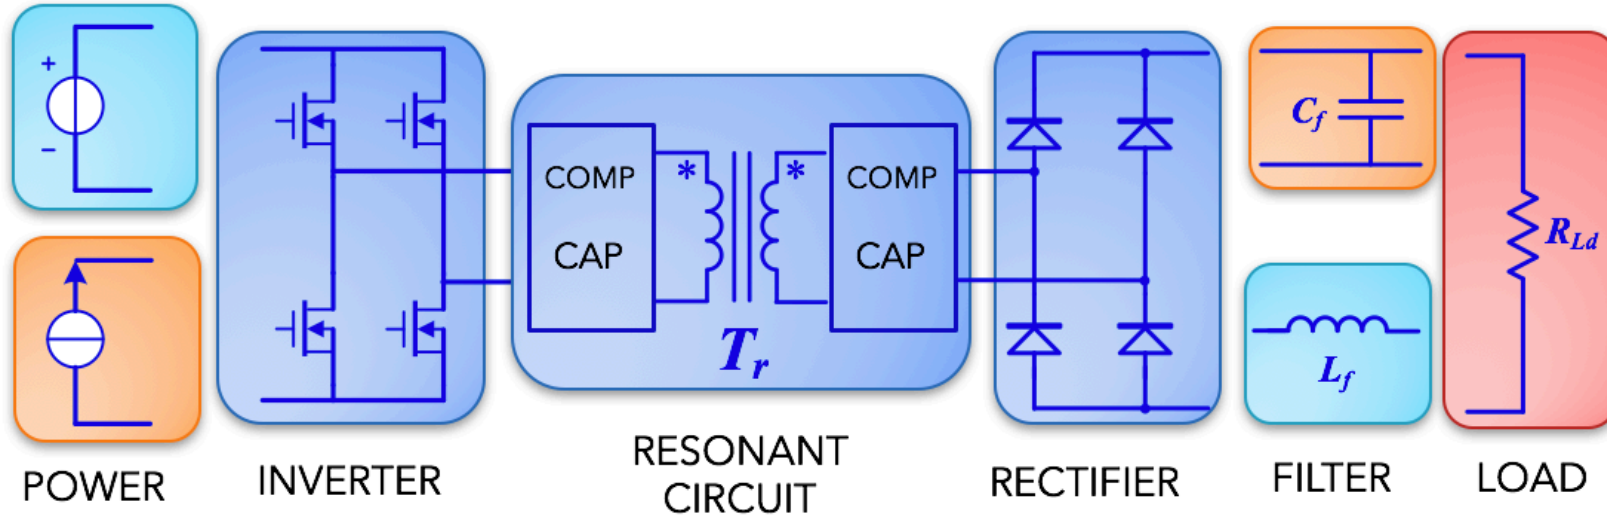 +
−
COMP
CAP
*
*
COMP
CAP
Tr
Cf
Lf
RLd
POWER
INVERTER
RESONANT
CIRCUIT
RECTIFIER
FILTER
LOAD